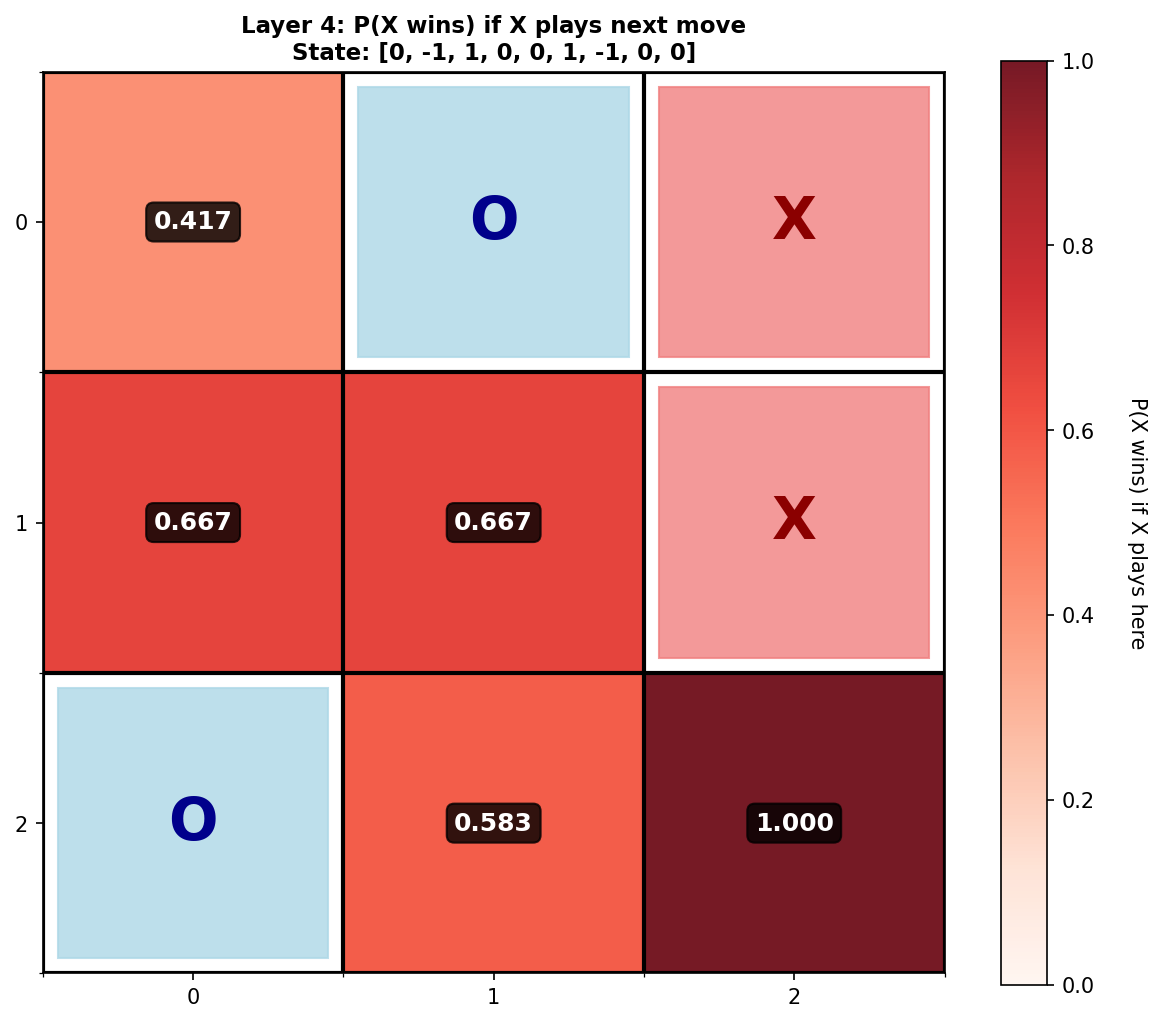 Layer 4: P(X wins) if X plays next move
State: [0, -1, 1, 0, 0, 1, -1, 0, 0]
0
0.417
O
X
1
0.667
0.667
X
2
O
0.583
1.000
0
1
2
1.0
0.8
0.6
0.4
0.2
0.0
P(X wins) if X plays here